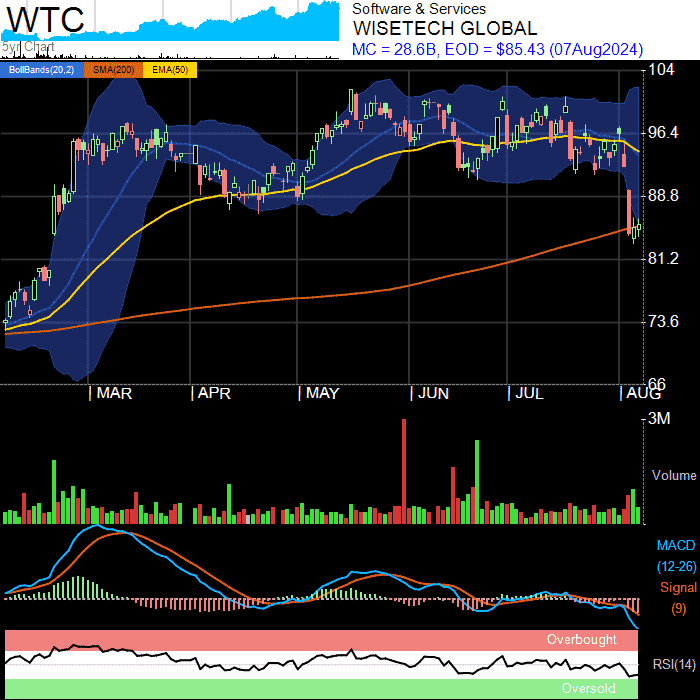 WTC
5yr Chart
Software & Services
WISETECH GLOBAL
MC = 28.6B, EOD = $85.43 (07Aug2024)
BollBands(20,2) SMA(200) EMA(50)
104
96.4
88.8
81.2
73.6
66
MAR APR MAY JUN JUL AUG
3M
Volume
MACD
(12-26)
Signal
(9)
Overbought
RSI(14)
Oversold